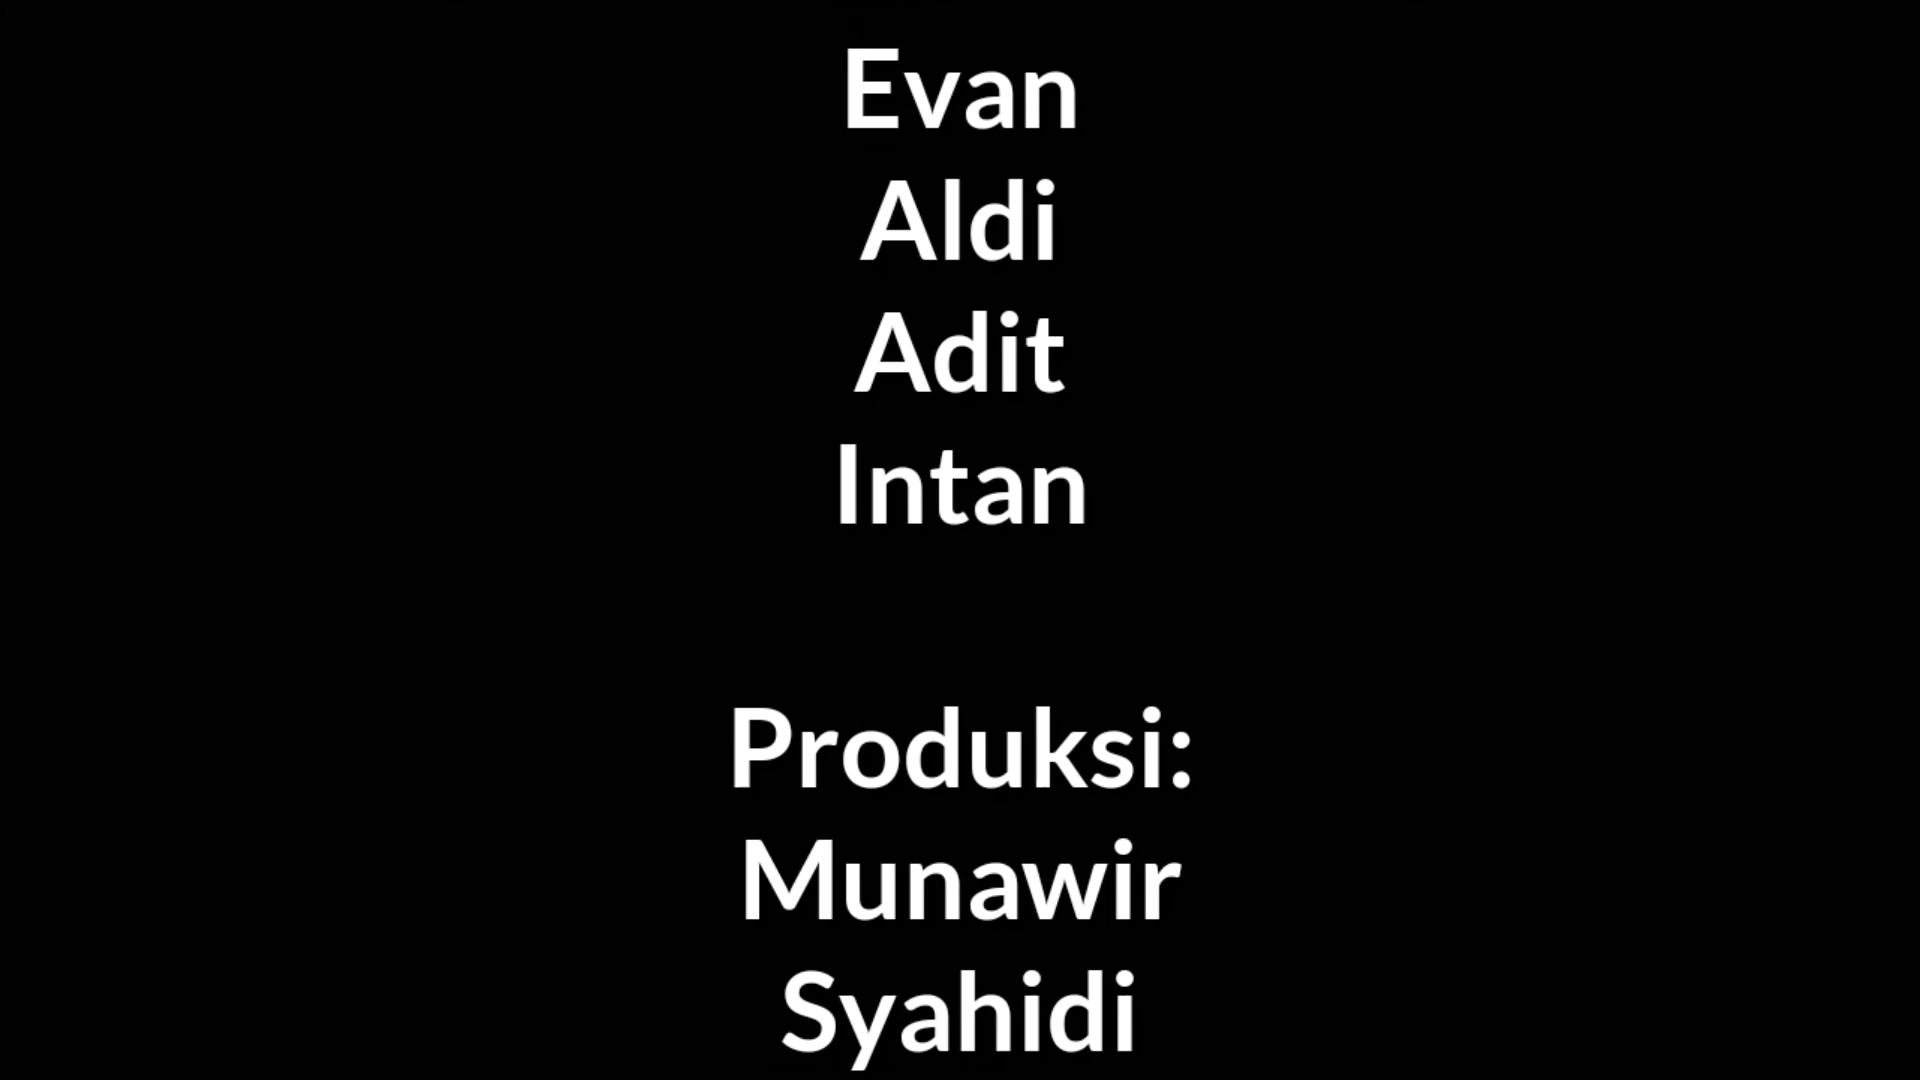 Evan
Aldi
Adit
Intan
Produksi:
Munawir
Syahidi